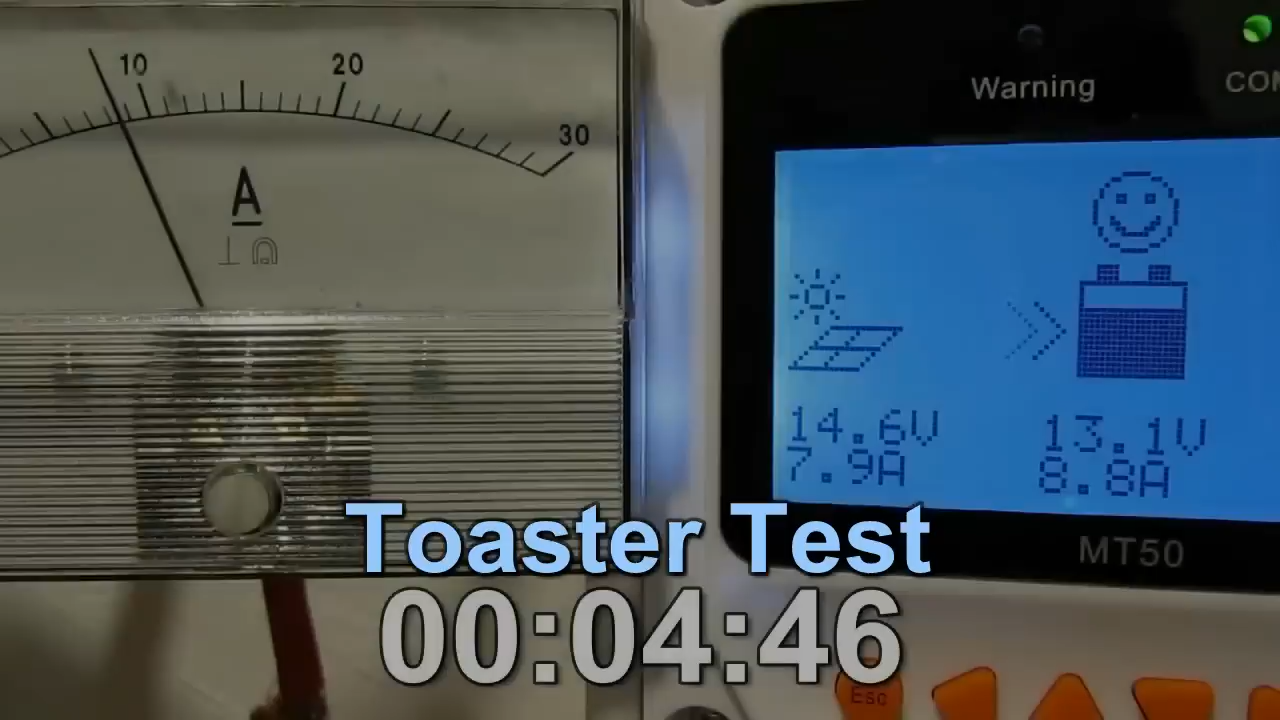 10
20
30
A
Warning
COM
14.6V
7.9A
13.1V
8.8A
MT50
Toaster Test
00:04:46
Esc